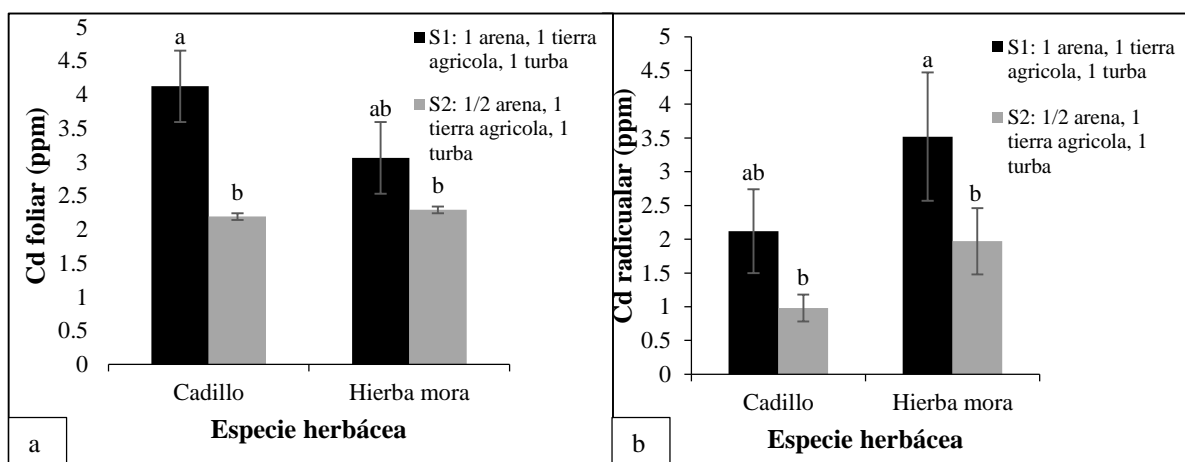 5
4.5
4
3.5
3
2.5
2
1.5
1
0.5
0
Cd foliar (ppm)
a
b
ab
b
S1: 1 arena, 1 tierra
agricola, 1 turba
S2: 1/2 arena, 1
tierra agricola, 1
turba
Cadillo
Hierba mora
Especie herbácea
a
5
4.5
4
3.5
3
2.5
2
1.5
1
0.5
0
Cd radicualar (ppm)
ab
b
a
b
S1: 1 arena, 1 tierra
agricola, 1 turba
S2: 1/2 arena, 1
tierra agricola, 1
turba
Cadillo
Hierba mora
Especie herbácea
b